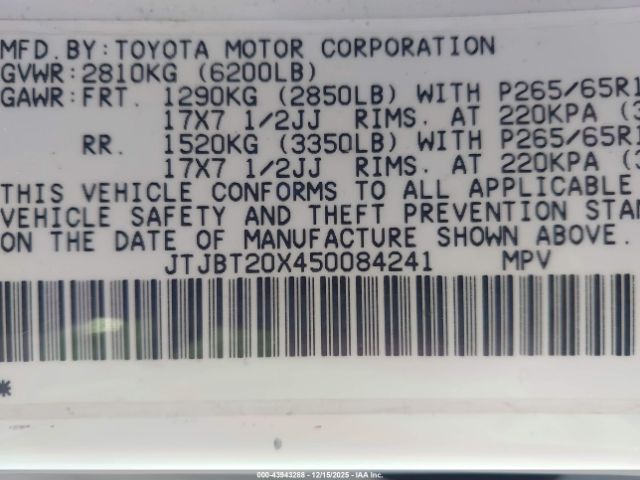 MFD. BY: TOYOTA MOTOR CORPORATION
GVWR: 2810KG (6200LB)
GAWR: FRT. 1290KG (2850LB) WITH P265/65R1
17X7 1/2JJ RIMS. AT 220KPA (3
RR. 1520KG (3350LB) WITH P265/65R1
17X7 1/2JJ RIMS. AT 220KPA (3
THIS VEHICLE CONFORMS TO ALL APPLICABLE
VEHICLE SAFETY AND THEFT PREVENTION STAN
ON THE DATE OF MANUFACTURE SHOWN ABOVE.
JTJBT20X450084241 MPV
*
000-43943288 - 12/15/2025 - IAA Inc.